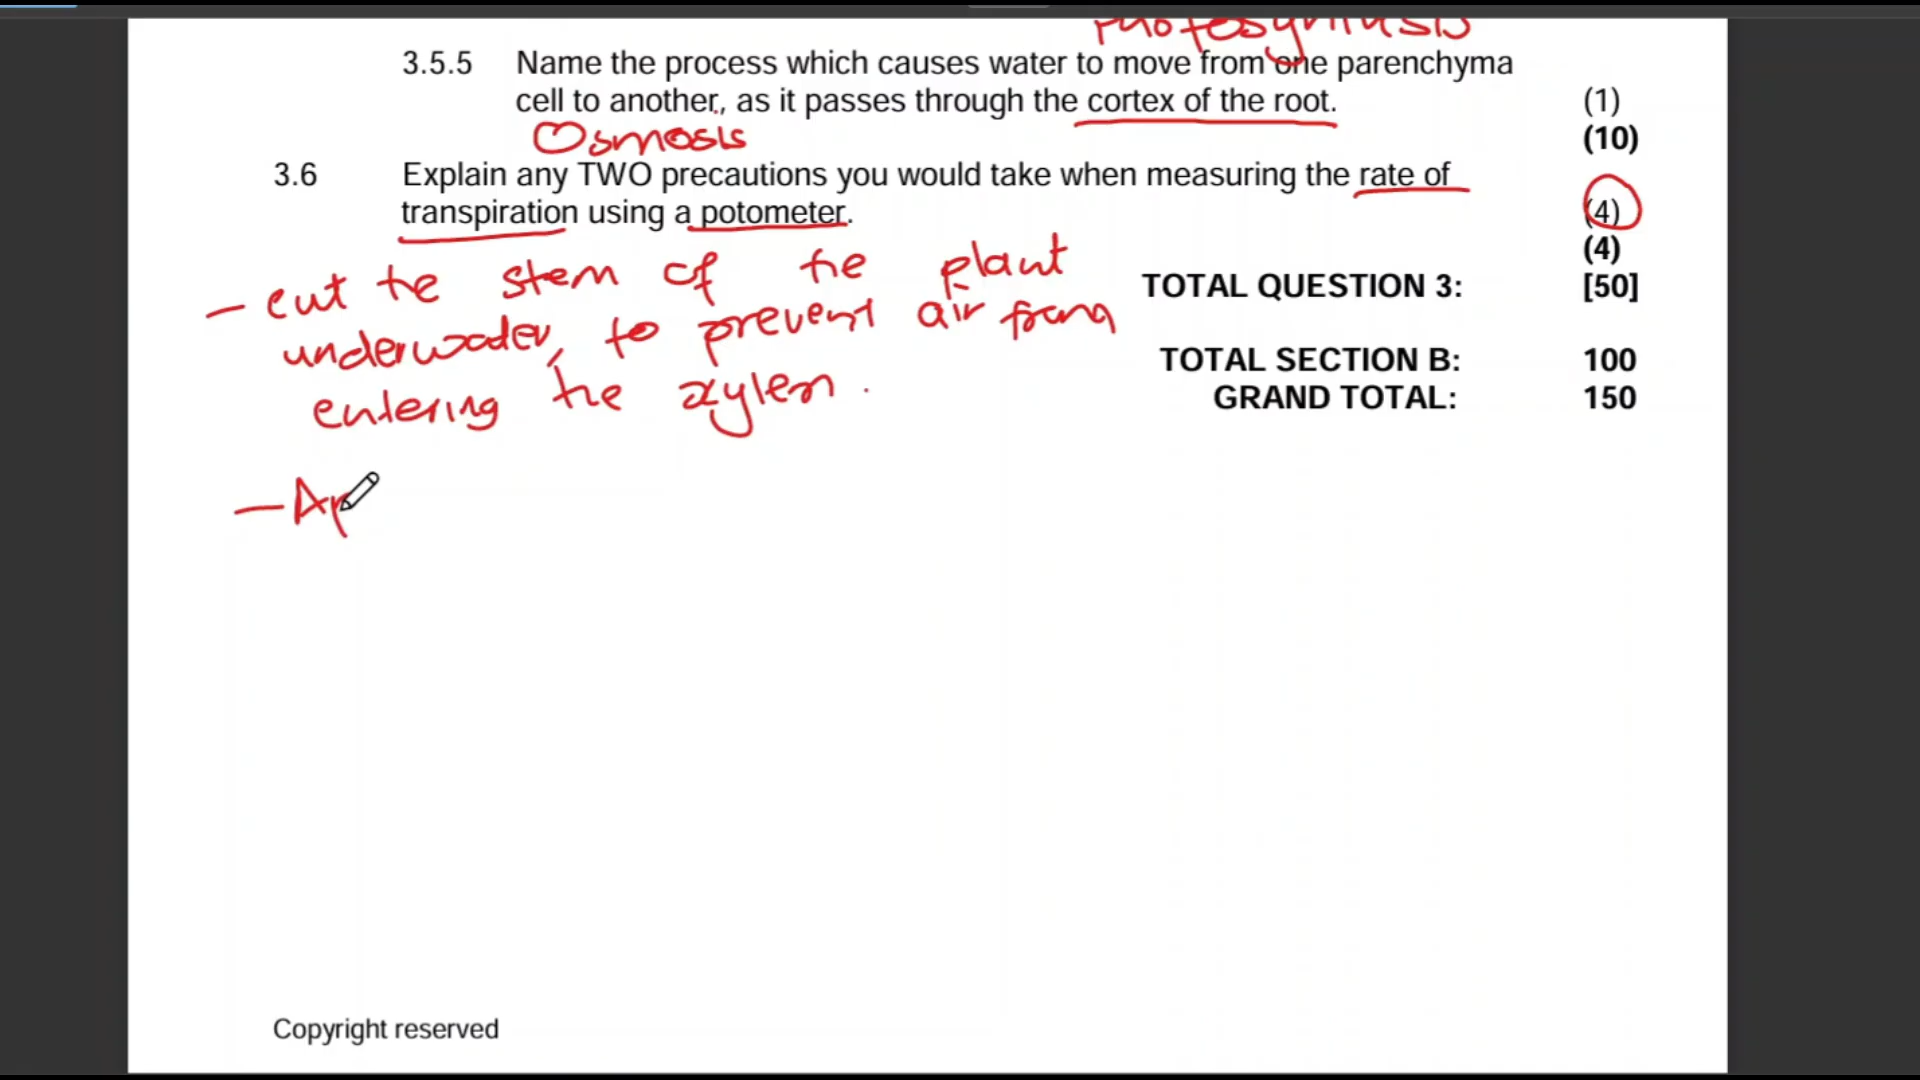 Photosynthesis
3.5.5 Name the process which causes water to move from one parenchyma
cell to another, as it passes through the cortex of the root. (1)
Osmosis (10)
3.6 Explain any TWO precautions you would take when measuring the rate of
transpiration using a potometer. (4)
(4)
- cut the stem of the plant
TOTAL QUESTION 3: [50]
underwater, to prevent air from
entering the xylem.
TOTAL SECTION B: 100
GRAND TOTAL: 150
- Ap
Copyright reserved